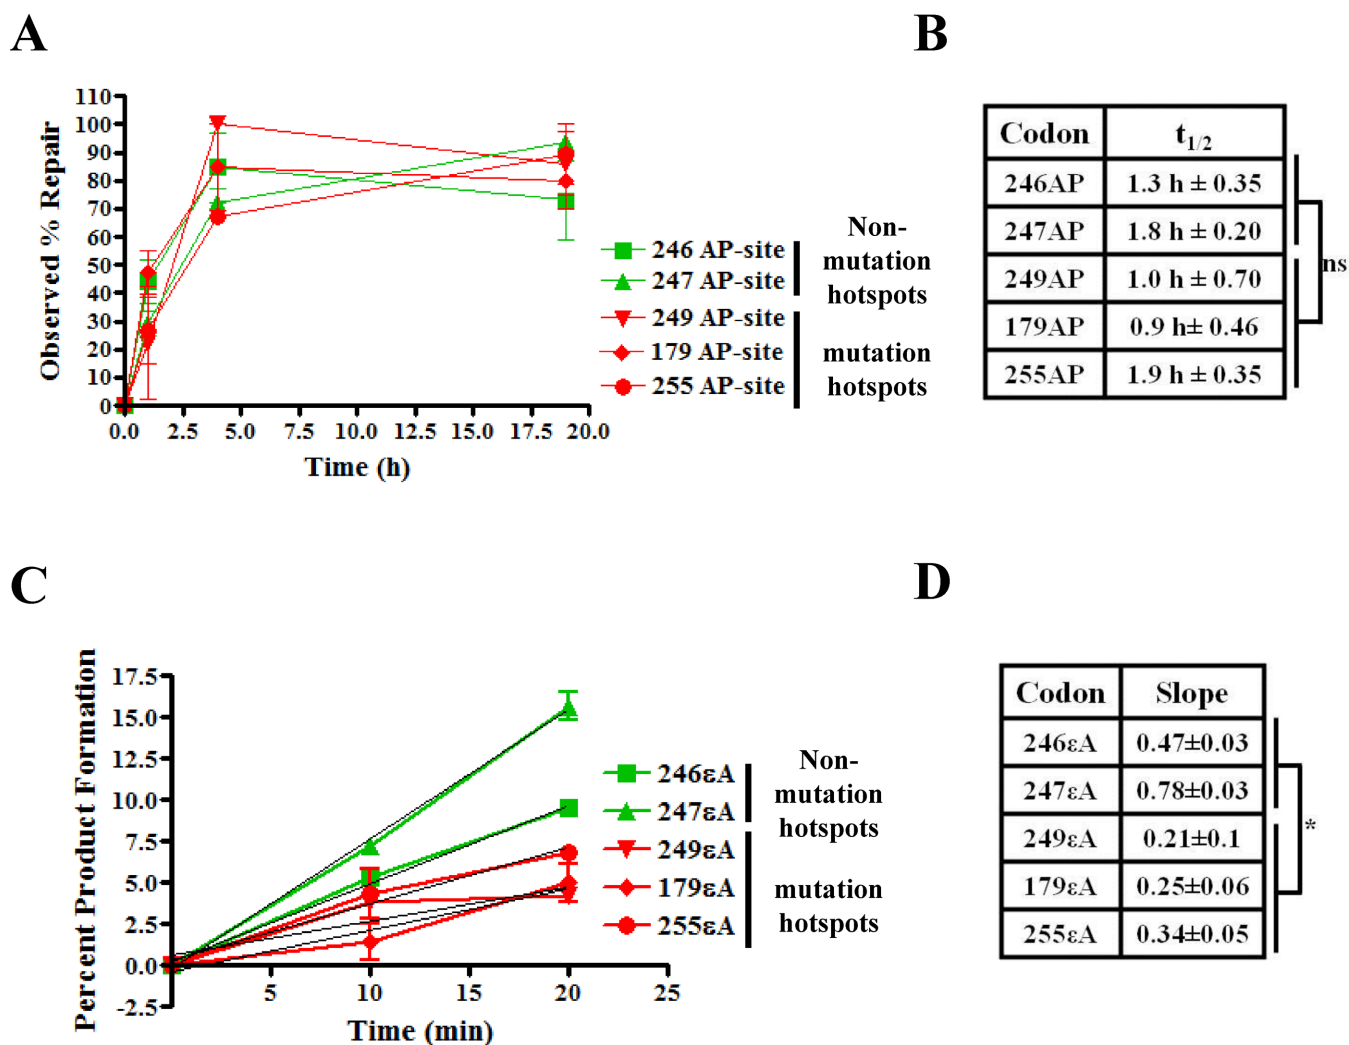 A
B
110
100
90
80
70
60
50
40
30
20
10
0
Observed % Repair
0.0 2.5 5.0 7.5 10.0 12.5 15.0 17.5 20.0
Time (h)
246 AP-site
247 AP-site
249 AP-site
179 AP-site
255 AP-site
Non-
mutation
hotspots
mutation
hotspots
Codon t1/2
246AP 1.3 h ± 0.35
247AP 1.8 h ± 0.20
249AP 1.0 h ± 0.70
179AP 0.9 h± 0.46
255AP 1.9 h ± 0.35
ns
C
D
17.5
15.0
12.5
10.0
7.5
5.0
2.5
0.0
-2.5
Percent Product Formation
5 10 15 20 25
Time (min)
246εA
247εA
249εA
179εA
255εA
Non-
mutation
hotspots
mutation
hotspots
Codon Slope
246εA 0.47±0.03
247εA 0.78±0.03
249εA 0.21±0.1
179εA 0.25±0.06
255εA 0.34±0.05
*